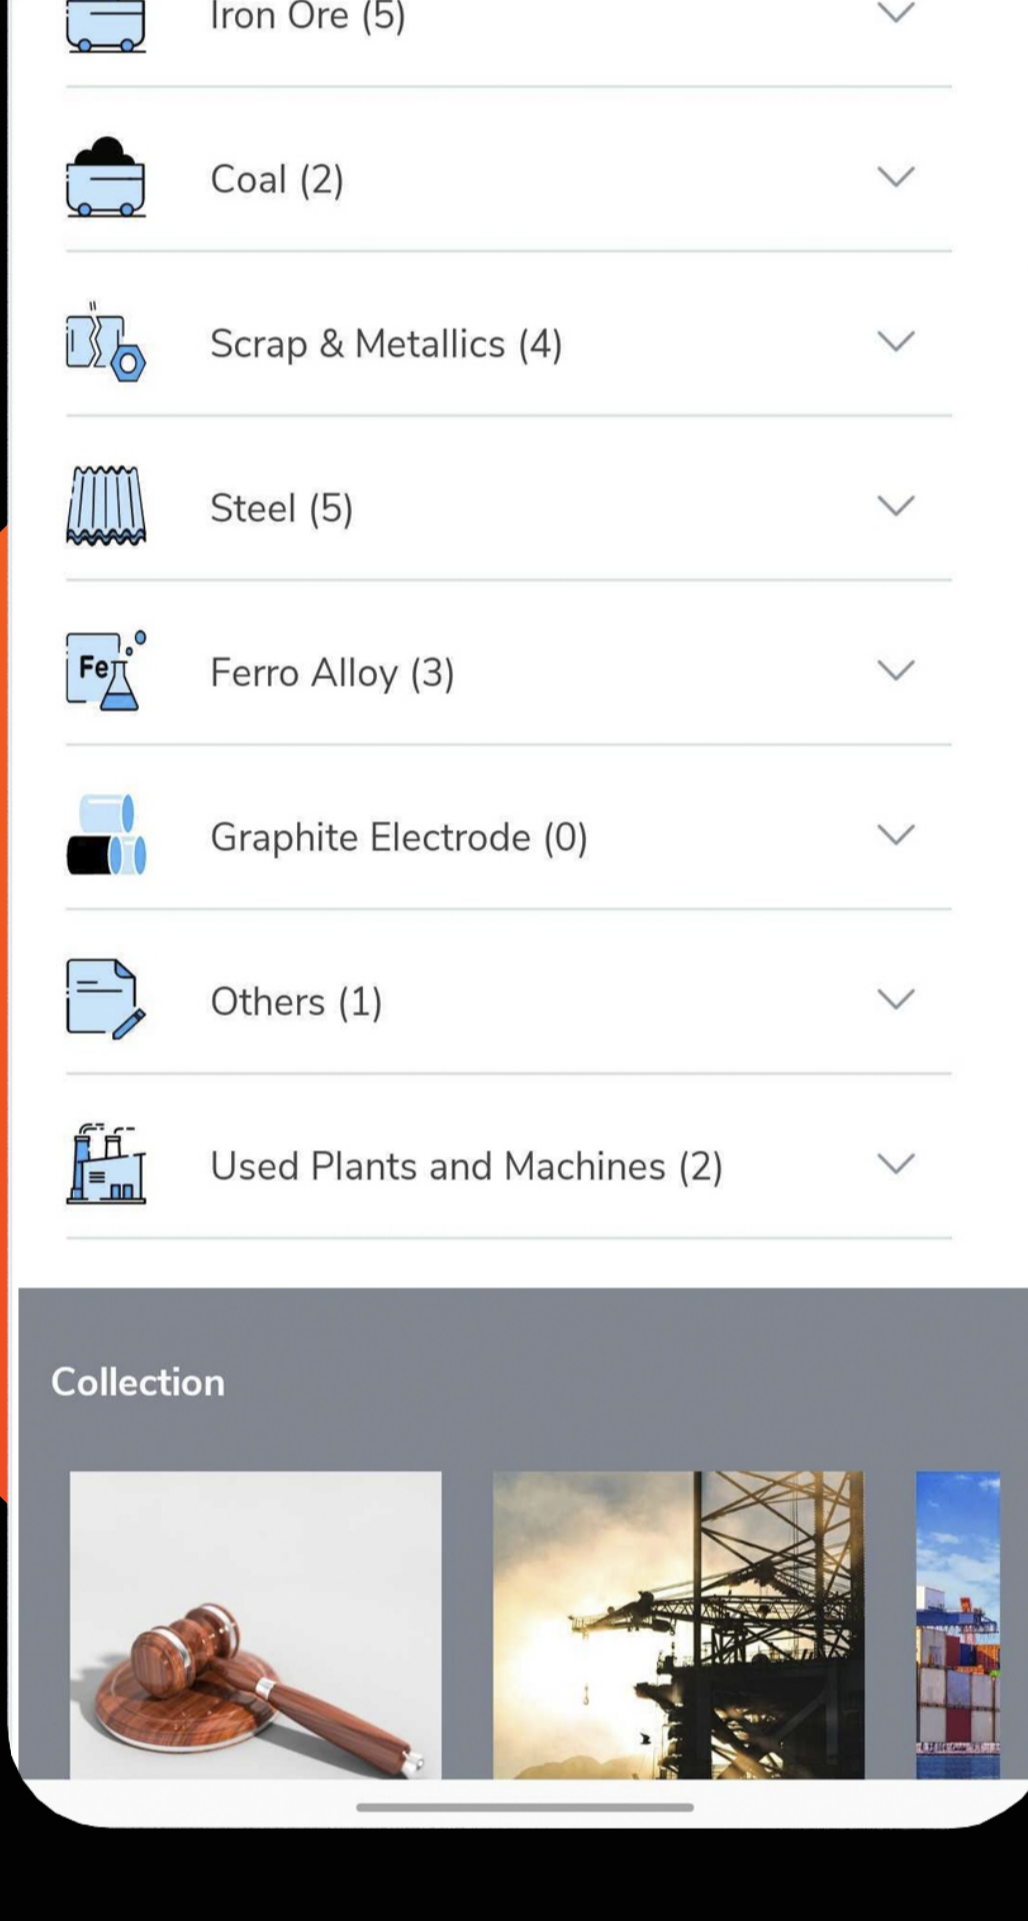 Iron Ore (5)
Coal (2)
Scrap & Metallics (4)
Steel (5)
Fe
Ferro Alloy (3)
Graphite Electrode (0)
Others (1)
Used Plants and Machines (2)
Collection